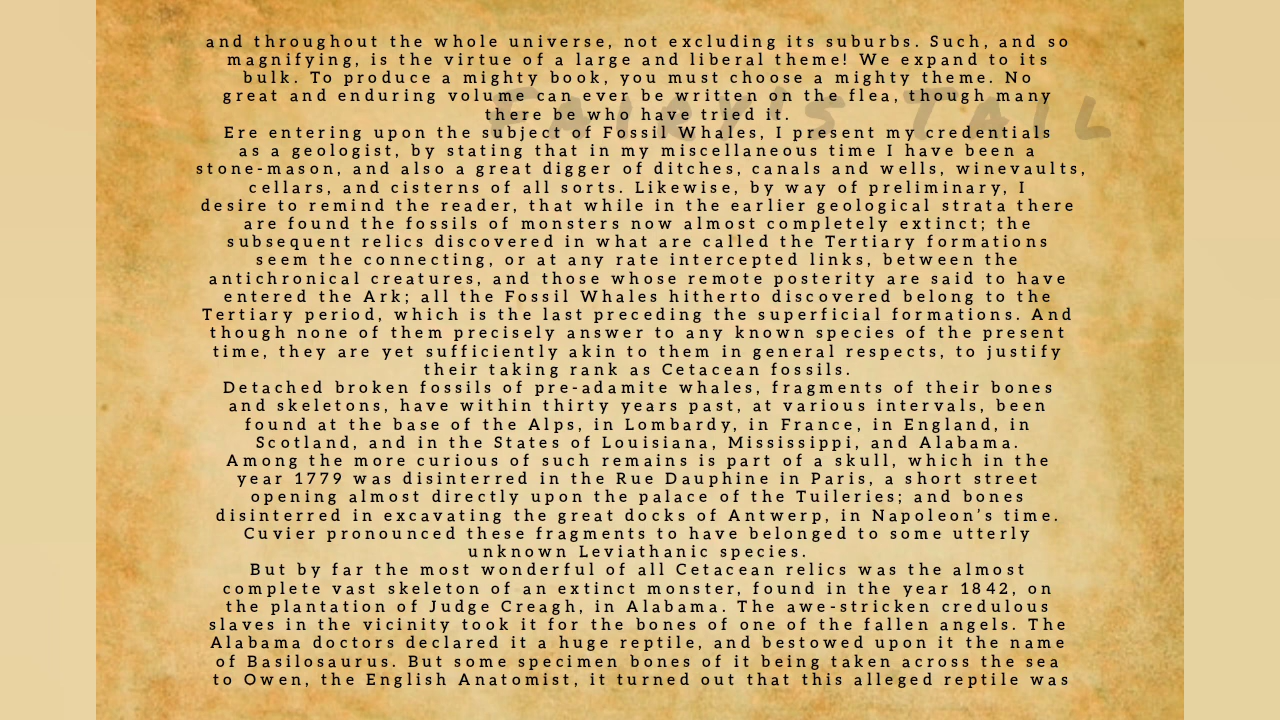 and throughout the whole universe, not excluding its suburbs. Such, and so
magnifying, is the virtue of a large and liberal theme! We expand to its
bulk. To produce a mighty book, you must choose a mighty theme. No
great and enduring volume can ever be written on the flea, though many
there be who have tried it.
Ere entering upon the subject of Fossil Whales, I present my credentials
as a geologist, by stating that in my miscellaneous time I have been a
stone-mason, and also a great digger of ditches, canals and wells, winevaults,
cellars, and cisterns of all sorts. Likewise, by way of preliminary, I
desire to remind the reader, that while in the earlier geological strata there
are found the fossils of monsters now almost completely extinct; the
subsequent relics discovered in what are called the Tertiary formations
seem the connecting, or at any rate intercepted links, between the
antichronical creatures, and those whose remote posterity are said to have
entered the Ark; all the Fossil Whales hitherto discovered belong to the
Tertiary period, which is the last preceding the superficial formations. And
though none of them precisely answer to any known species of the present
time, they are yet sufficiently akin to them in general respects, to justify
their taking rank as Cetacean fossils.
Detached broken fossils of pre-adamite whales, fragments of their bones
and skeletons, have within thirty years past, at various intervals, been
found at the base of the Alps, in Lombardy, in France, in England, in
Scotland, and in the States of Louisiana, Mississippi, and Alabama.
Among the more curious of such remains is part of a skull, which in the
year 1779 was disinterred in the Rue Dauphine in Paris, a short street
opening almost directly upon the palace of the Tuileries; and bones
disinterred in excavating the great docks of Antwerp, in Napoleon's time.
Cuvier pronounced these fragments to have belonged to some utterly
unknown Leviathanic species.
But by far the most wonderful of all Cetacean relics was the almost
complete vast skeleton of an extinct monster, found in the year 1842, on
the plantation of Judge Creagh, in Alabama. The awe-stricken credulous
slaves in the vicinity took it for the bones of one of the fallen angels. The
Alabama doctors declared it a huge reptile, and bestowed upon it the name
of Basilosaurus. But some specimen bones of it being taken across the sea
to Owen, the English Anatomist, it turned out that this alleged reptile was